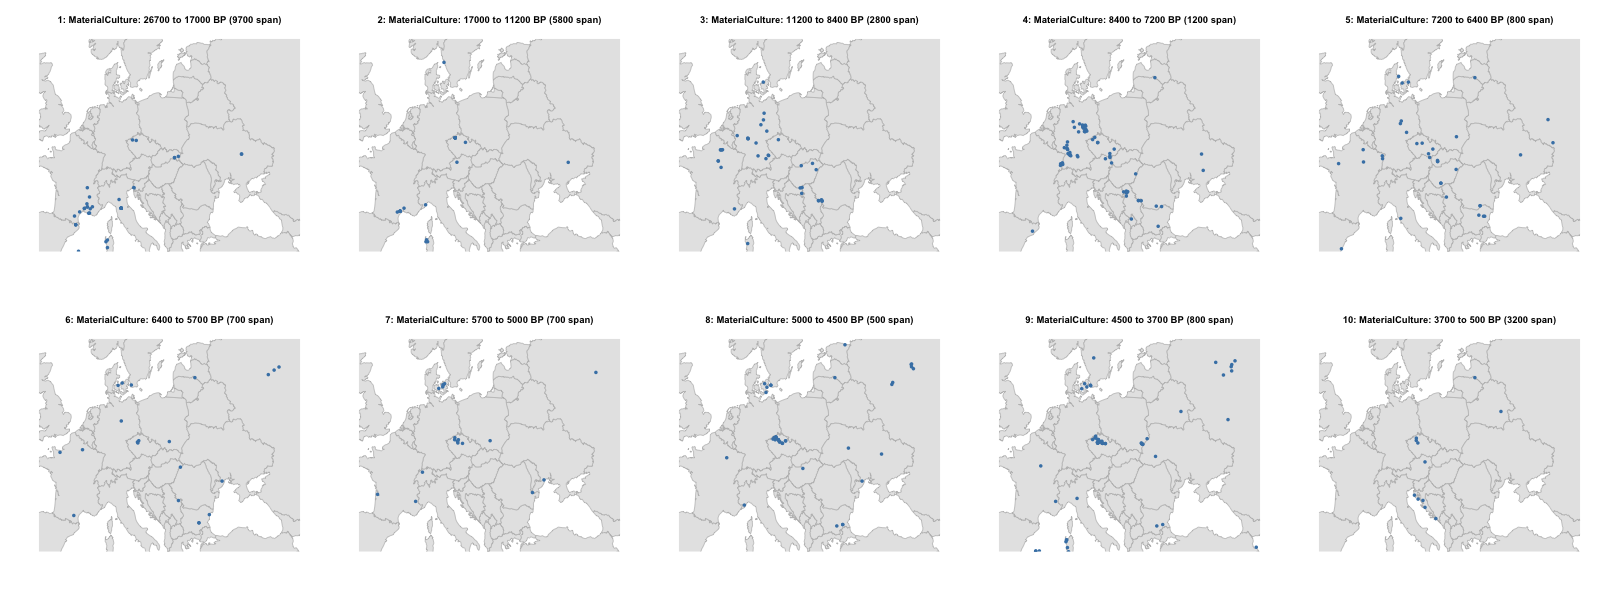 1: MaterialCulture: 26700 to 17000 BP (9700 span)
2: MaterialCulture: 17000 to 11200 BP (5800 span)
3: MaterialCulture: 11200 to 8400 BP (2800 span)
4: MaterialCulture: 8400 to 7200 BP (1200 span)
5: MaterialCulture: 7200 to 6400 BP (800 span)
6: MaterialCulture: 6400 to 5700 BP (700 span)
7: MaterialCulture: 5700 to 5000 BP (700 span)
8: MaterialCulture: 5000 to 4500 BP (500 span)
9: MaterialCulture: 4500 to 3700 BP (800 span)
10: MaterialCulture: 3700 to 500 BP (3200 span)